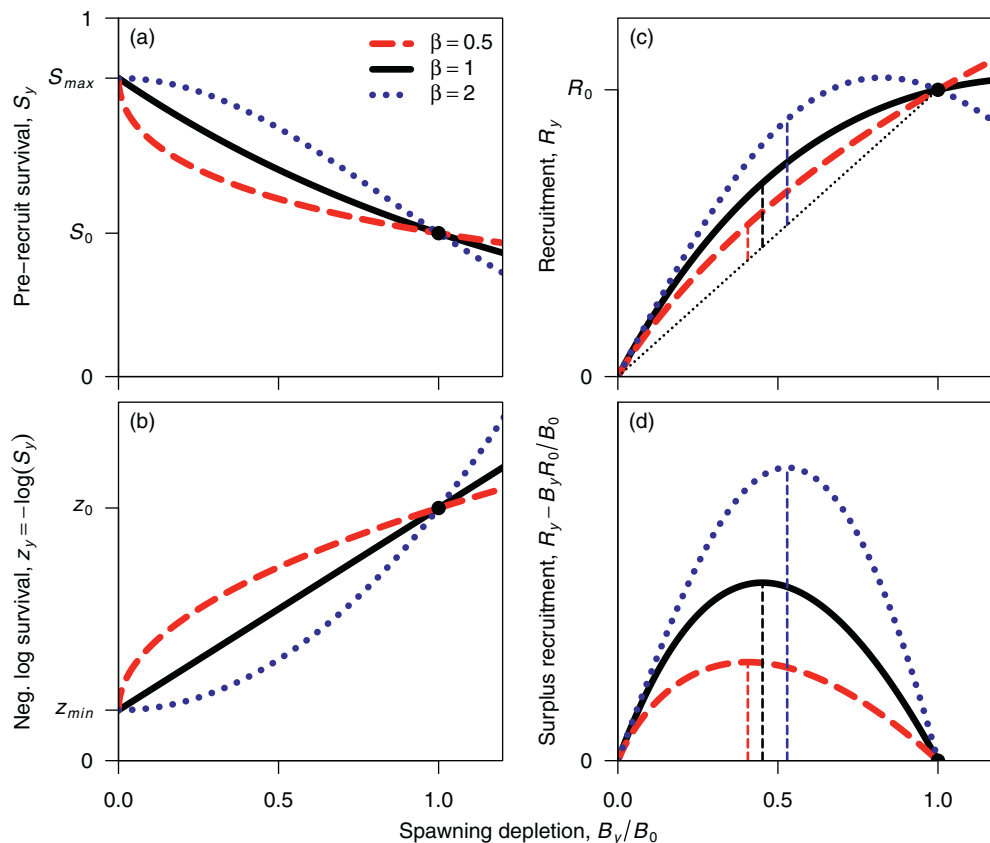 (a)
β = 0.5
β = 1
β = 2
1
S_max
S_0
0
Pre−recruit survival, S_y
(c)
R_0
0
Recruitment, R_y
(b)
z_0
z_min
0
Neg. log survival, z_y = −log(S_y)
0.0
0.5
1.0
(d)
0
Surplus recruitment, R_y − B_yR_0/B_0
0.0
0.5
1.0
Spawning depletion, B_y/B_0